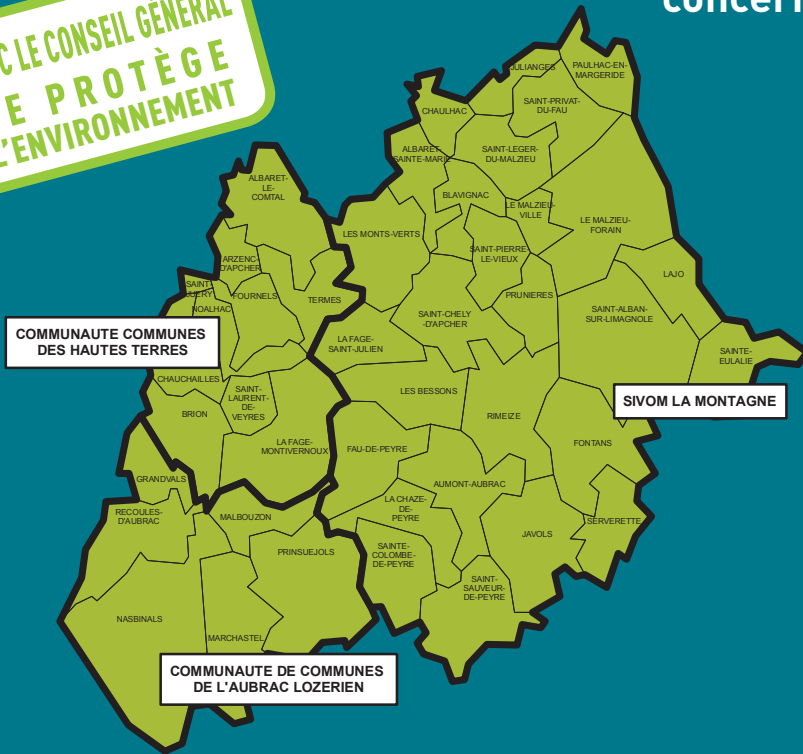 C LE CONSEIL GÉNÉRAL
E PROTÈGE
L'ENVIRONNEMENT
JULIANGES
PAULHAC-EN-
MARGERIDE
SAINT-PRIVAT-
DU-FAU
CHAULHAC
ALBARET-
SAINTE-MARIE
SAINT-LEGER-
DU-MALZIEU
ALBARET-
LE-
COMTAL
BLAVIGNAC
LE MALZIEU-
VILLE
LE MALZIEU-
FORAIN
LES MONTS-VERTS
SAINT-PIERRE
LE-VIEUX
ARZENC-
D'APCHER
LAJO
SAINT-
JUERY
FOURNELS
NOALHAC
TERMES
PRUNIERES
SAINT-CHELY
-D'APCHER
SAINT-ALBAN-
SUR-LIMAGNOLE
COMMUNAUTE COMMUNES
DES HAUTES TERRES
LA FAGE-
SAINT-JULIEN
SAINTE-
EULALIE
CHAUCHAILLES
SAINT-
LAURENT-
DE-
VEYRES
LES BESSONS
SIVOM LA MONTAGNE
BRION
RIMEIZE
LA FAGE-
MONTIVERNOUX
FAU-DE-PEYRE
FONTANS
GRANDVALS
AUMONT-AUBRAC
RECOULES-
D'AUBRAC
MALBOUZON
LA CHAZE-
DE-
PEYRE
SERVERETTE
JAVOLS
PRINSUEJOLS
SAINTE-
COLOMBE-
DE-PEYRE
SAINT-
SAUVEUR-
DE-PEYRE
NASBINALS
MARCHASTEL
COMMUNAUTE DE COMMUNES
DE L'AUBRAC LOZERIEN